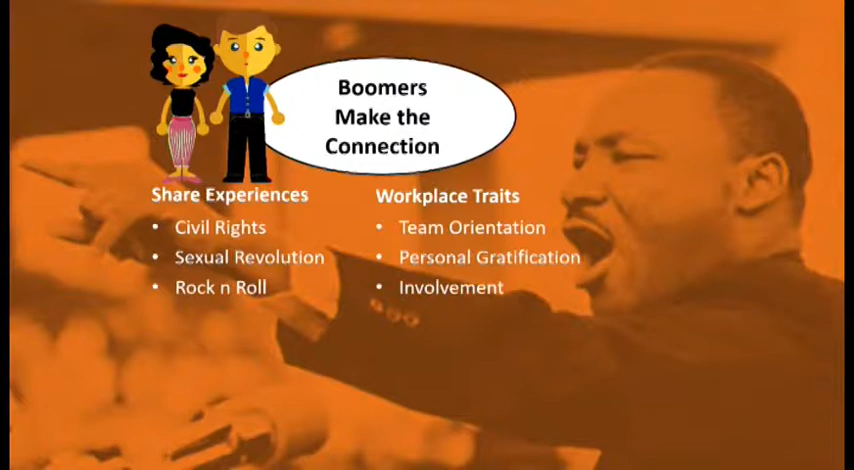 Boomers
Make the
Connection
Share Experiences
• Civil Rights
• Sexual Revolution
• Rock n Roll
Workplace Traits
• Team Orientation
• Personal Gratification
• Involvement